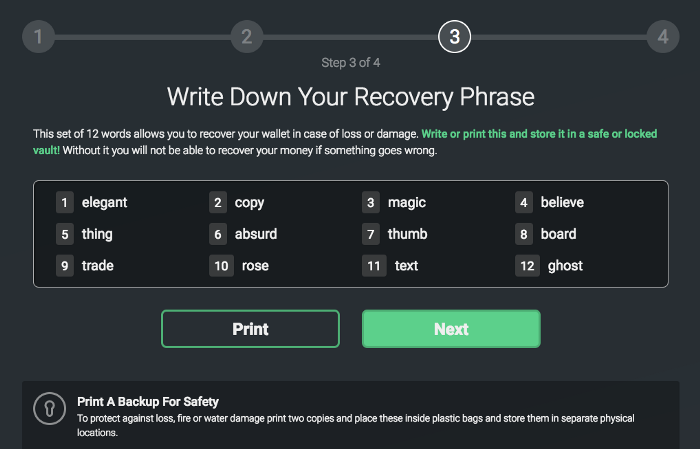 1 2 3 4
Step 3 of 4
Write Down Your Recovery Phrase
This set of 12 words allows you to recover your wallet in case of loss or damage. Write or print this and store it in a safe or locked
vault! Without it you will not be able to recover your money if something goes wrong.
1 elegant 2 copy 3 magic 4 believe
5 thing 6 absurd 7 thumb 8 board
9 trade 10 rose 11 text 12 ghost
Print Next
Print A Backup For Safety
To protect against loss, fire or water damage print two copies and place these inside plastic bags and store them in separate physical
locations.